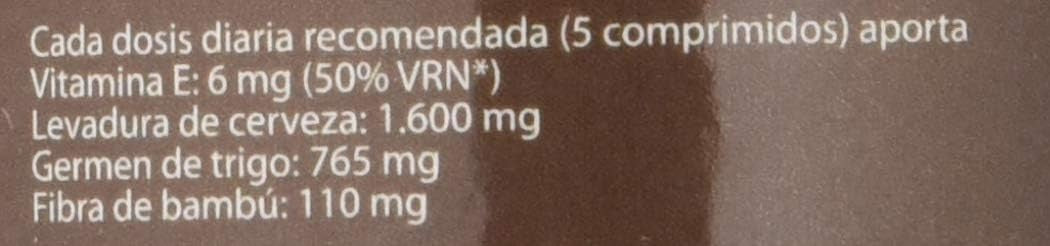 Cada dosis diaria recomendada (5 comprimidos) aporta
Vitamina E: 6 mg (50% VRN*)
Levadura de cerveza: 1.600 mg
Germen de trigo: 765 mg
Fibra de bambú: 110 mg